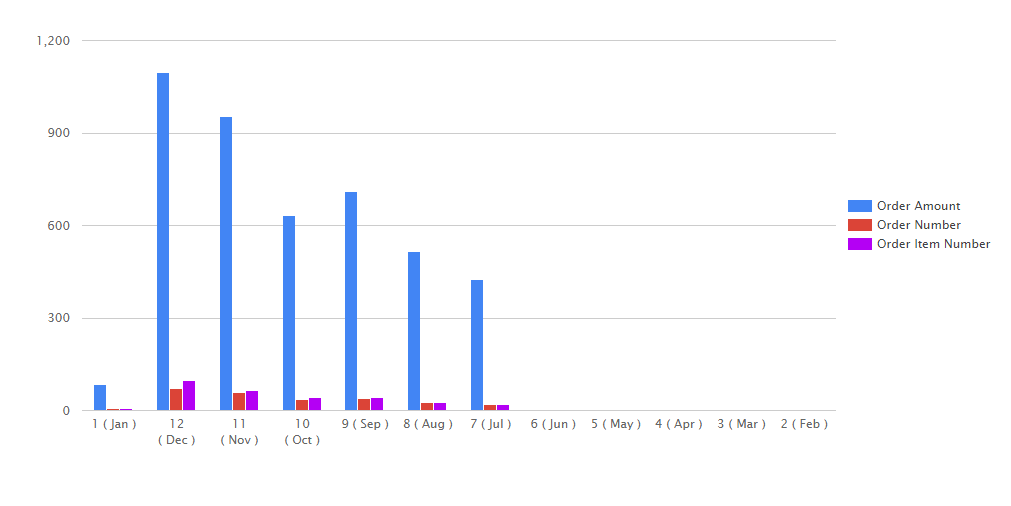 1,200
900
600
300
0
1 ( Jan )
12
( Dec )
11
( Nov )
10
( Oct )
9 ( Sep )
8 ( Aug )
7 ( Jul )
6 ( Jun )
5 ( May )
4 ( Apr )
3 ( Mar )
2 ( Feb )
Order Amount
Order Number
Order Item Number